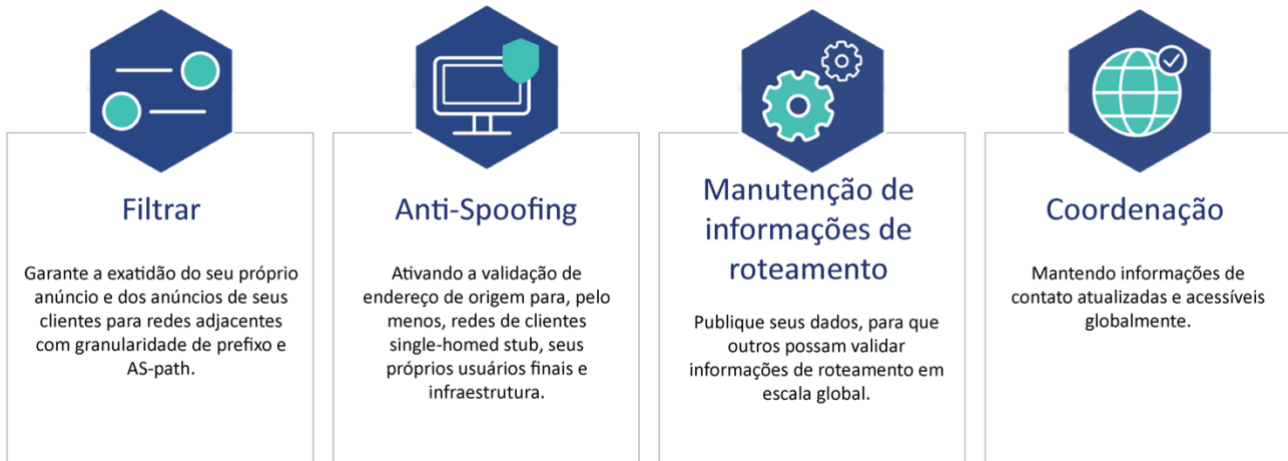 Filtrar
Garante a exatidão do seu próprio
anúncio e dos anúncios de seus
clientes para redes adjacentes
com granularidade de prefixo e
AS-path.
Anti-Spoofing
Ativando a validação de
endereço de origem para, pelo
menos, redes de clientes
single-homed stub, seus
próprios usuários finais e
infraestrutura.
Manutenção de
informações de
roteamento
Publique seus dados, para que
outros possam validar
informações de roteamento em
escala global.
Coordenação
Mantendo informações de
contato atualizadas e acessíveis
globalmente.